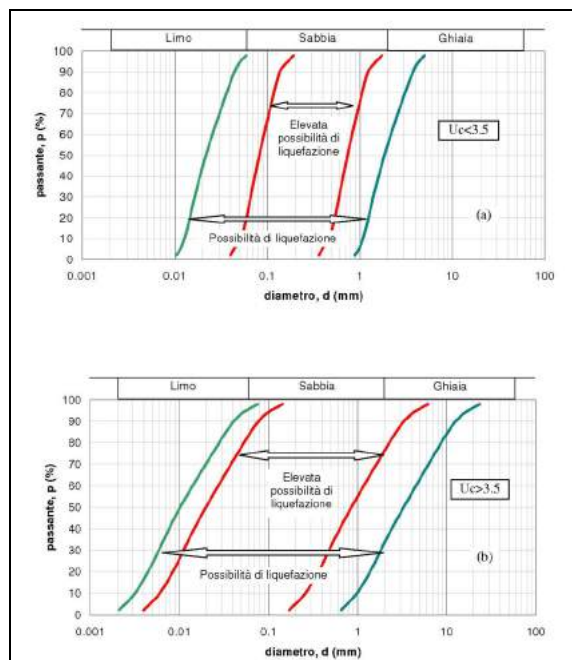 Limo Sabbia Ghiaia
100
90
80
70
60
50
40
30
20
10
0
passante, p (%)
Elevata
possibilità di
liquefazione
Uc<3.5
(a)
Possibilità di liquefazione
0.001 0.01 0.1 1 10 100
diametro, d (mm)
Limo Sabbia Ghiaia
100
90
80
70
60
50
40
30
20
10
0
passante, p (%)
Elevata
possibilità di
liquefazione
Uc>3.5
(b)
Possibilità di liquefazione
0.001 0.01 0.1 1 10 100
diametro, d (mm)